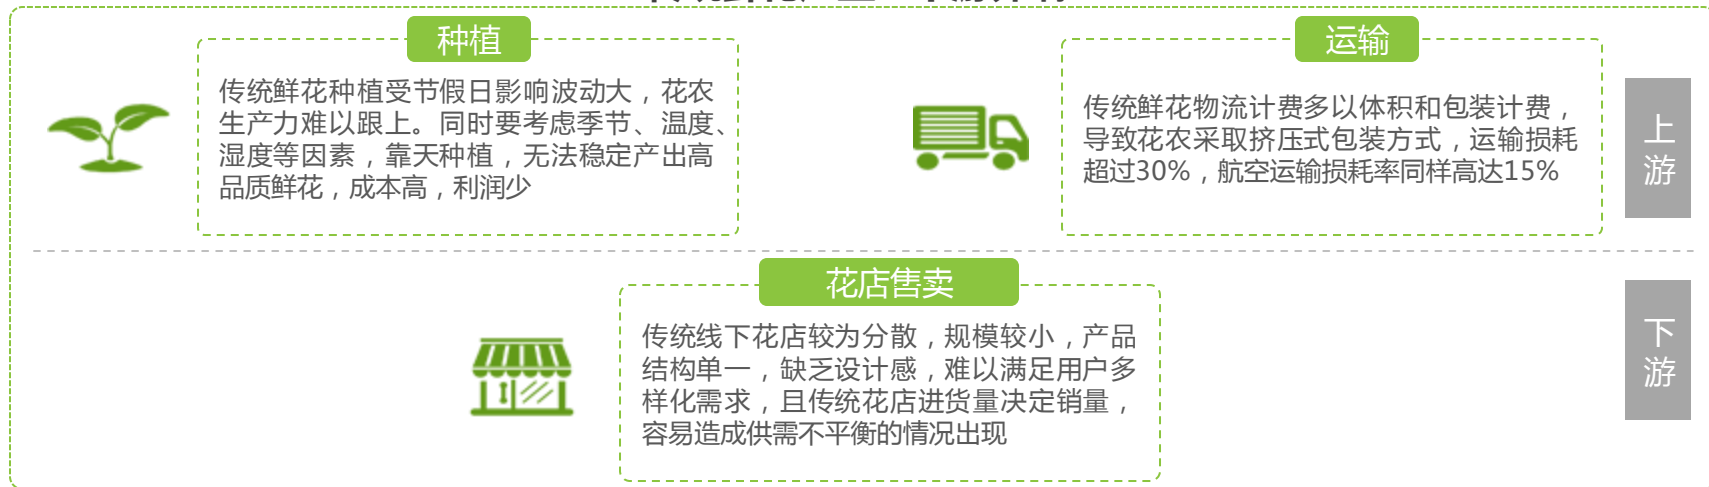 种植
传统鲜花种植受节假日影响波动大，花农
生产力难以跟上。同时要考虑季节、温度、
湿度等因素，靠天种植，无法稳定产出高
品质鲜花，成本高，利润少
运输
传统鲜花物流计费多以体积和包装计费，
导致花农采取挤压式包装方式，运输损耗
超过30%，航空运输损耗率同样高达15%
上
游
花店售卖
传统线下花店较为分散，规模较小，产品
结构单一，缺乏设计感，难以满足用户多
样化需求，且传统花店进货量决定销量，
容易造成供需不平衡的情况出现
下
游